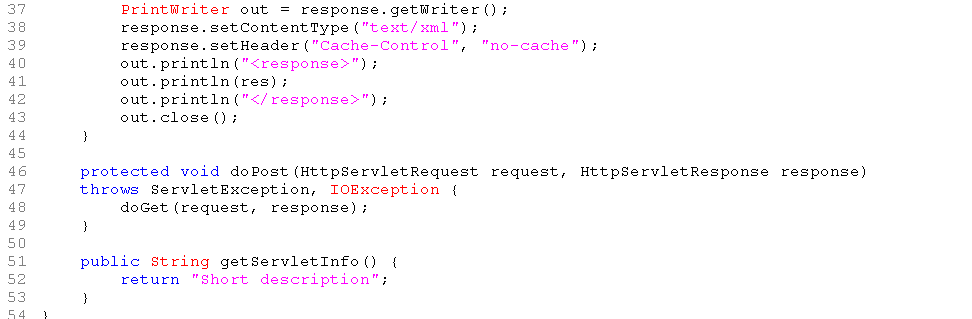 37         PrintWriter out = response.getWriter();
38         response.setContentType("text/xml");
39         response.setHeader("Cache-Control", "no-cache");
40         out.println("<response>");
41         out.println(res);
42         out.println("</response>");
43         out.close();
44     }
45
46     protected void doPost(HttpServletRequest request, HttpServletResponse response)
47     throws ServletException, IOException {
48         doGet(request, response);
49     }
50
51     public String getServletInfo() {
52         return "Short description";
53     }
54 }